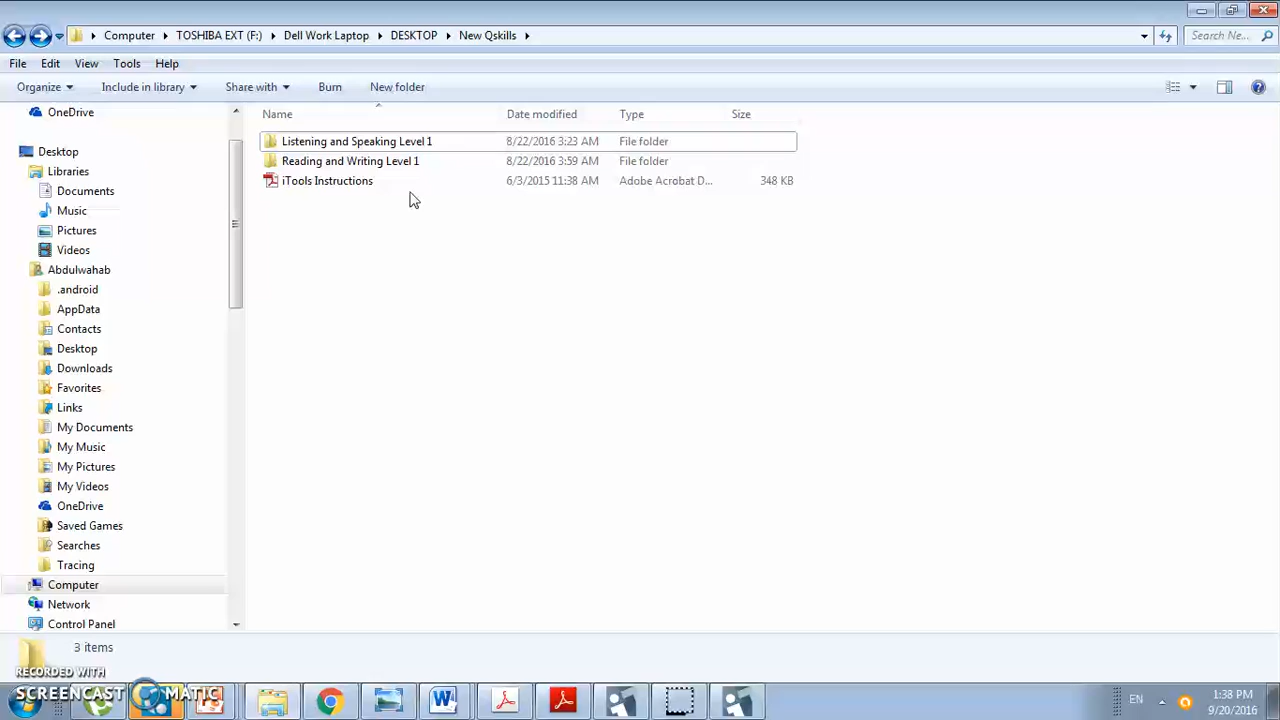 Computer TOSHIBA EXT (F:) Dell Work Laptop DESKTOP New Qskills Search Ne...
File Edit View Tools Help
Organize Include in library Share with Burn New folder
Name Date modified Type Size
OneDrive
Desktop
Libraries
Documents
Music
Pictures
Videos
Abdulwahab
.android
AppData
Contacts
Desktop
Downloads
Favorites
Links
My Documents
My Music
My Pictures
My Videos
OneDrive
Saved Games
Searches
Tracing
Computer
Network
Control Panel
Listening and Speaking Level 1 8/22/2016 3:23 AM File folder
Reading and Writing Level 1 8/22/2016 3:59 AM File folder
iTools Instructions 6/3/2015 11:38 AM Adobe Acrobat D... 348 KB
3 items
RECORDED WITH
SCREENCAST MATIC
EN
1:38 PM
9/20/2016